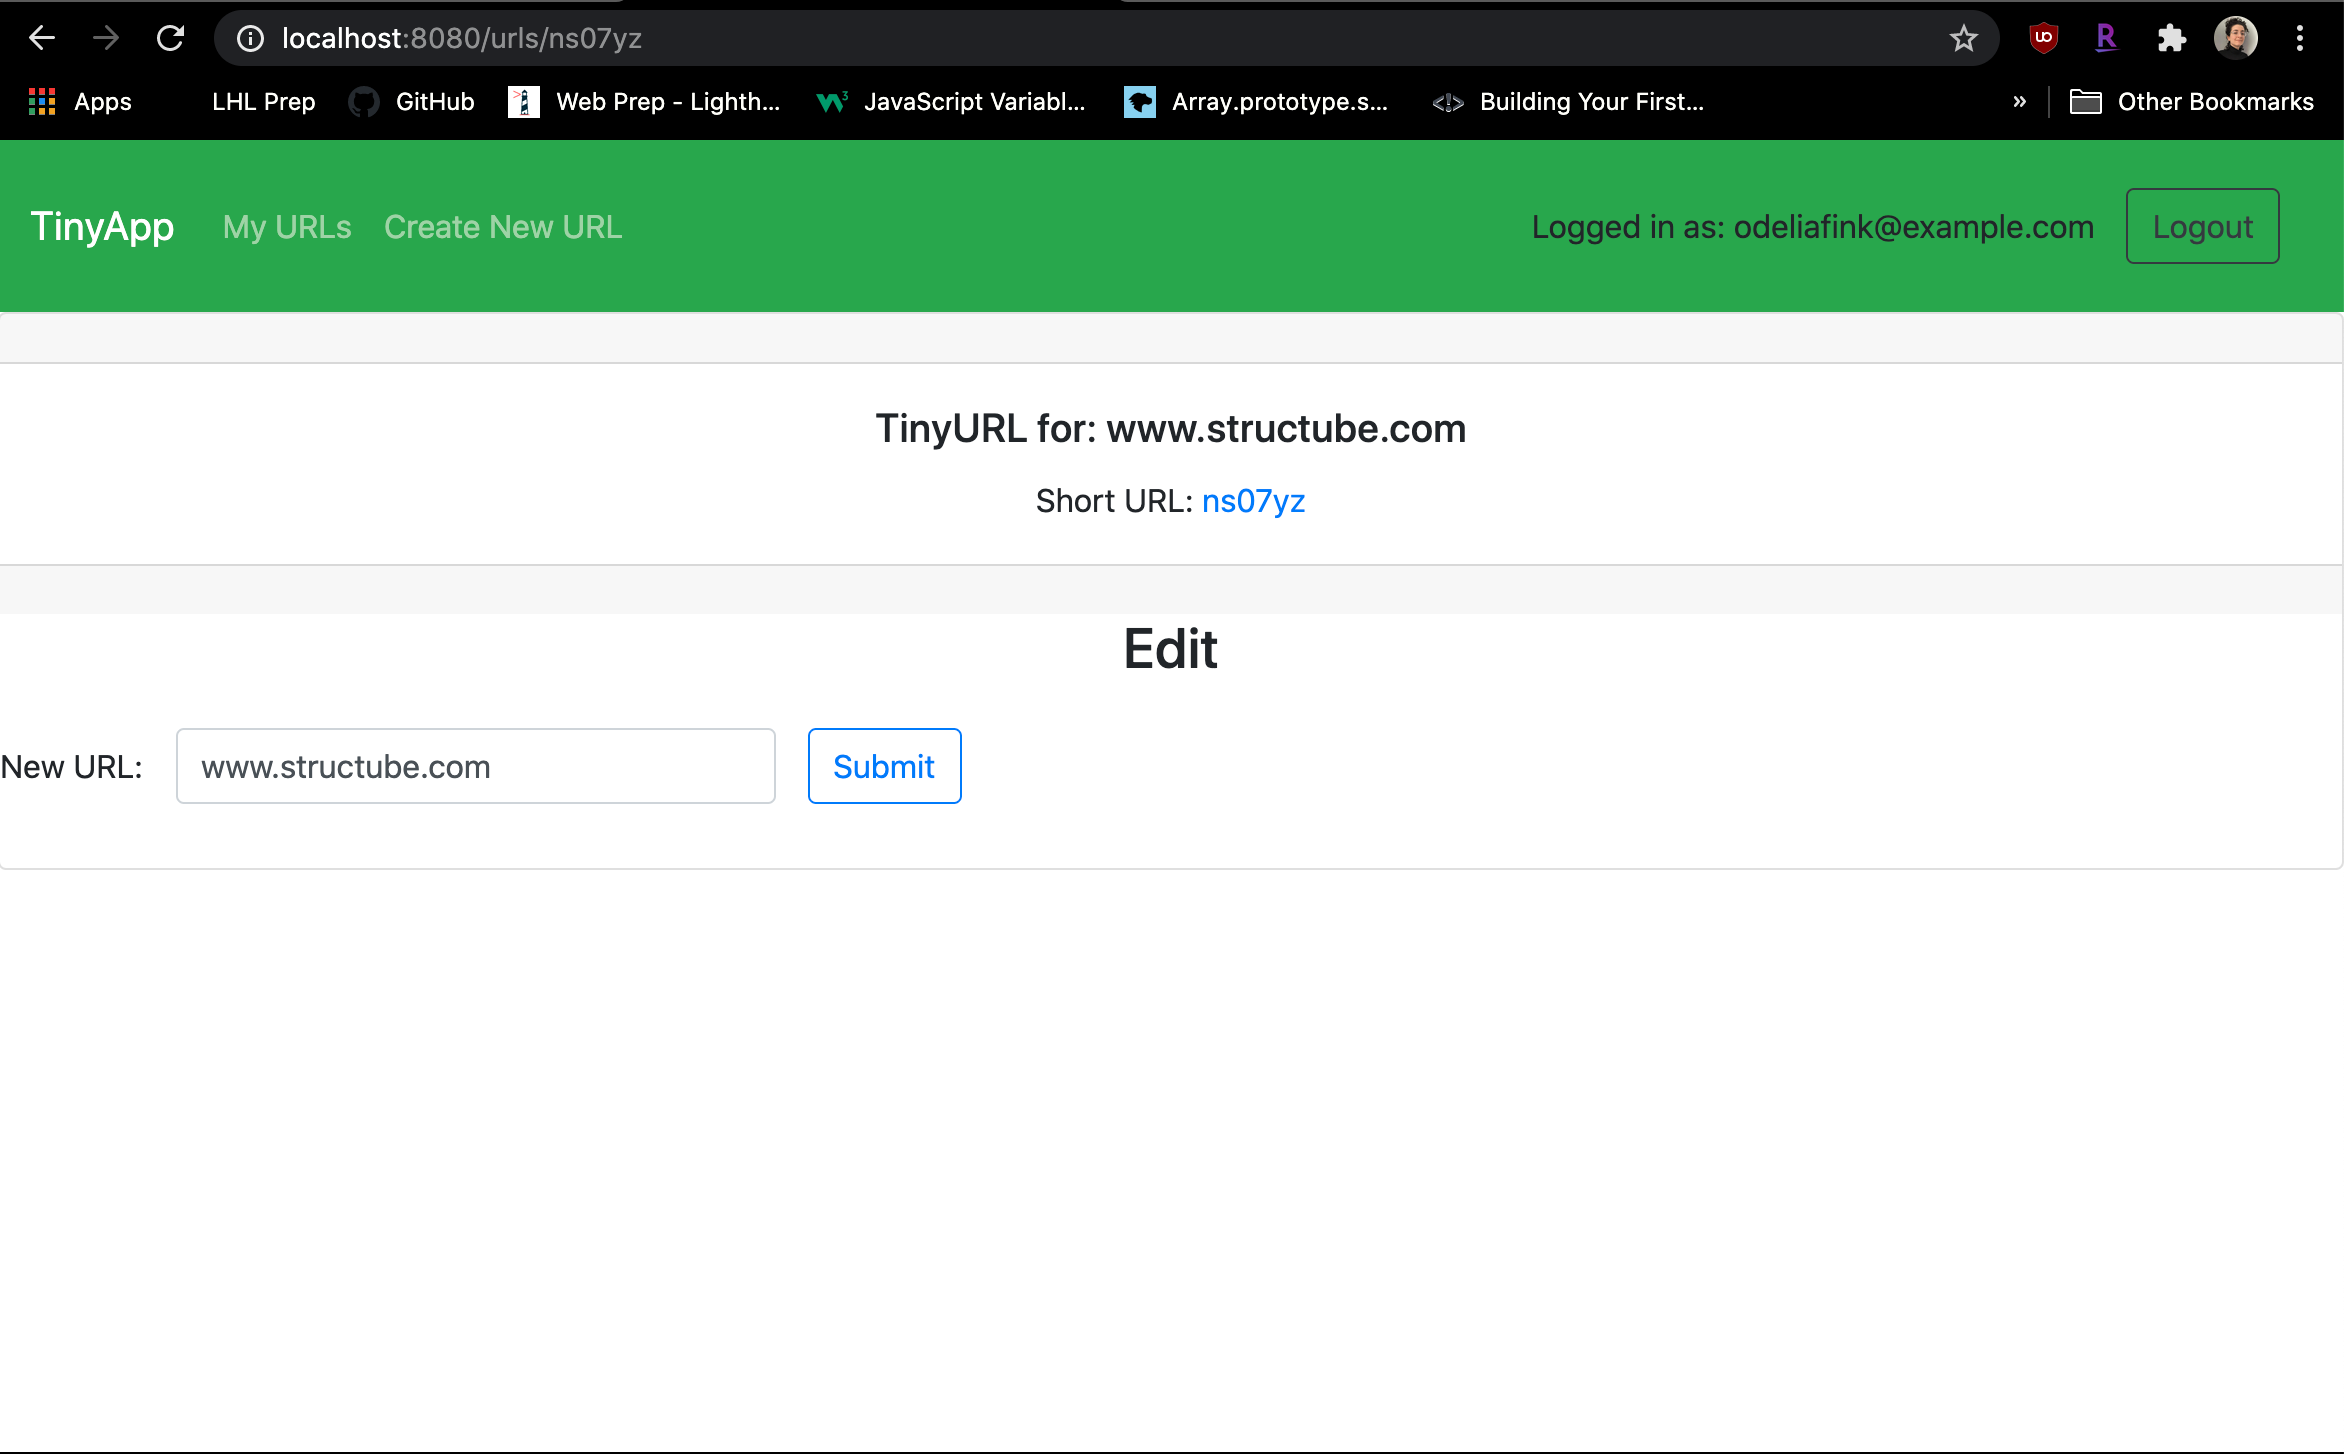 localhost:8080/urls/ns07yz
Apps LHL Prep GitHub Web Prep - Lighth... JavaScript Variabl... Array.prototype.s... Building Your First... » Other Bookmarks
TinyApp My URLs Create New URL Logged in as: odeliafink@example.com Logout
TinyURL for: www.structube.com
Short URL: ns07yz
Edit
New URL: www.structube.com Submit